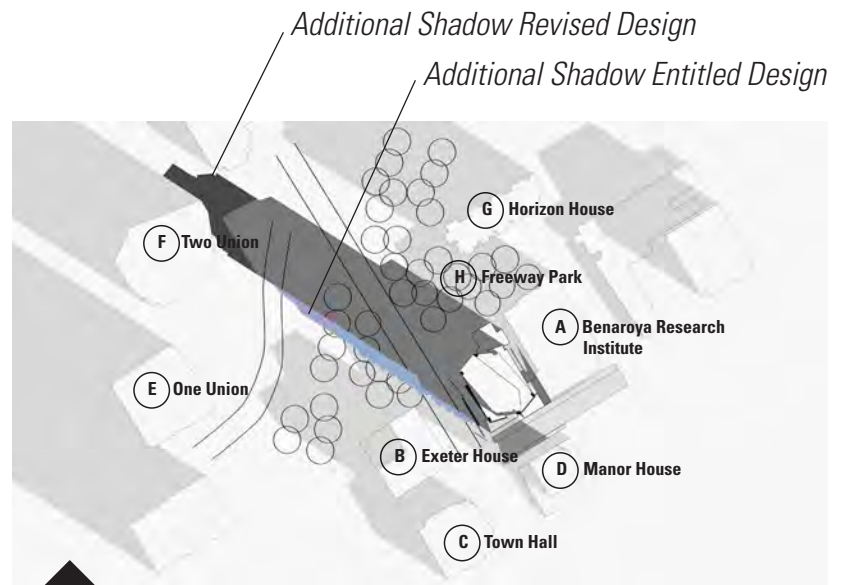 Additional Shadow Revised Design
Additional Shadow Entitled Design
G Horizon House
F Two Union
H Freeway Park
A Benaroya Research
Institute
E One Union
B Exeter House
D Manor House
C Town Hall